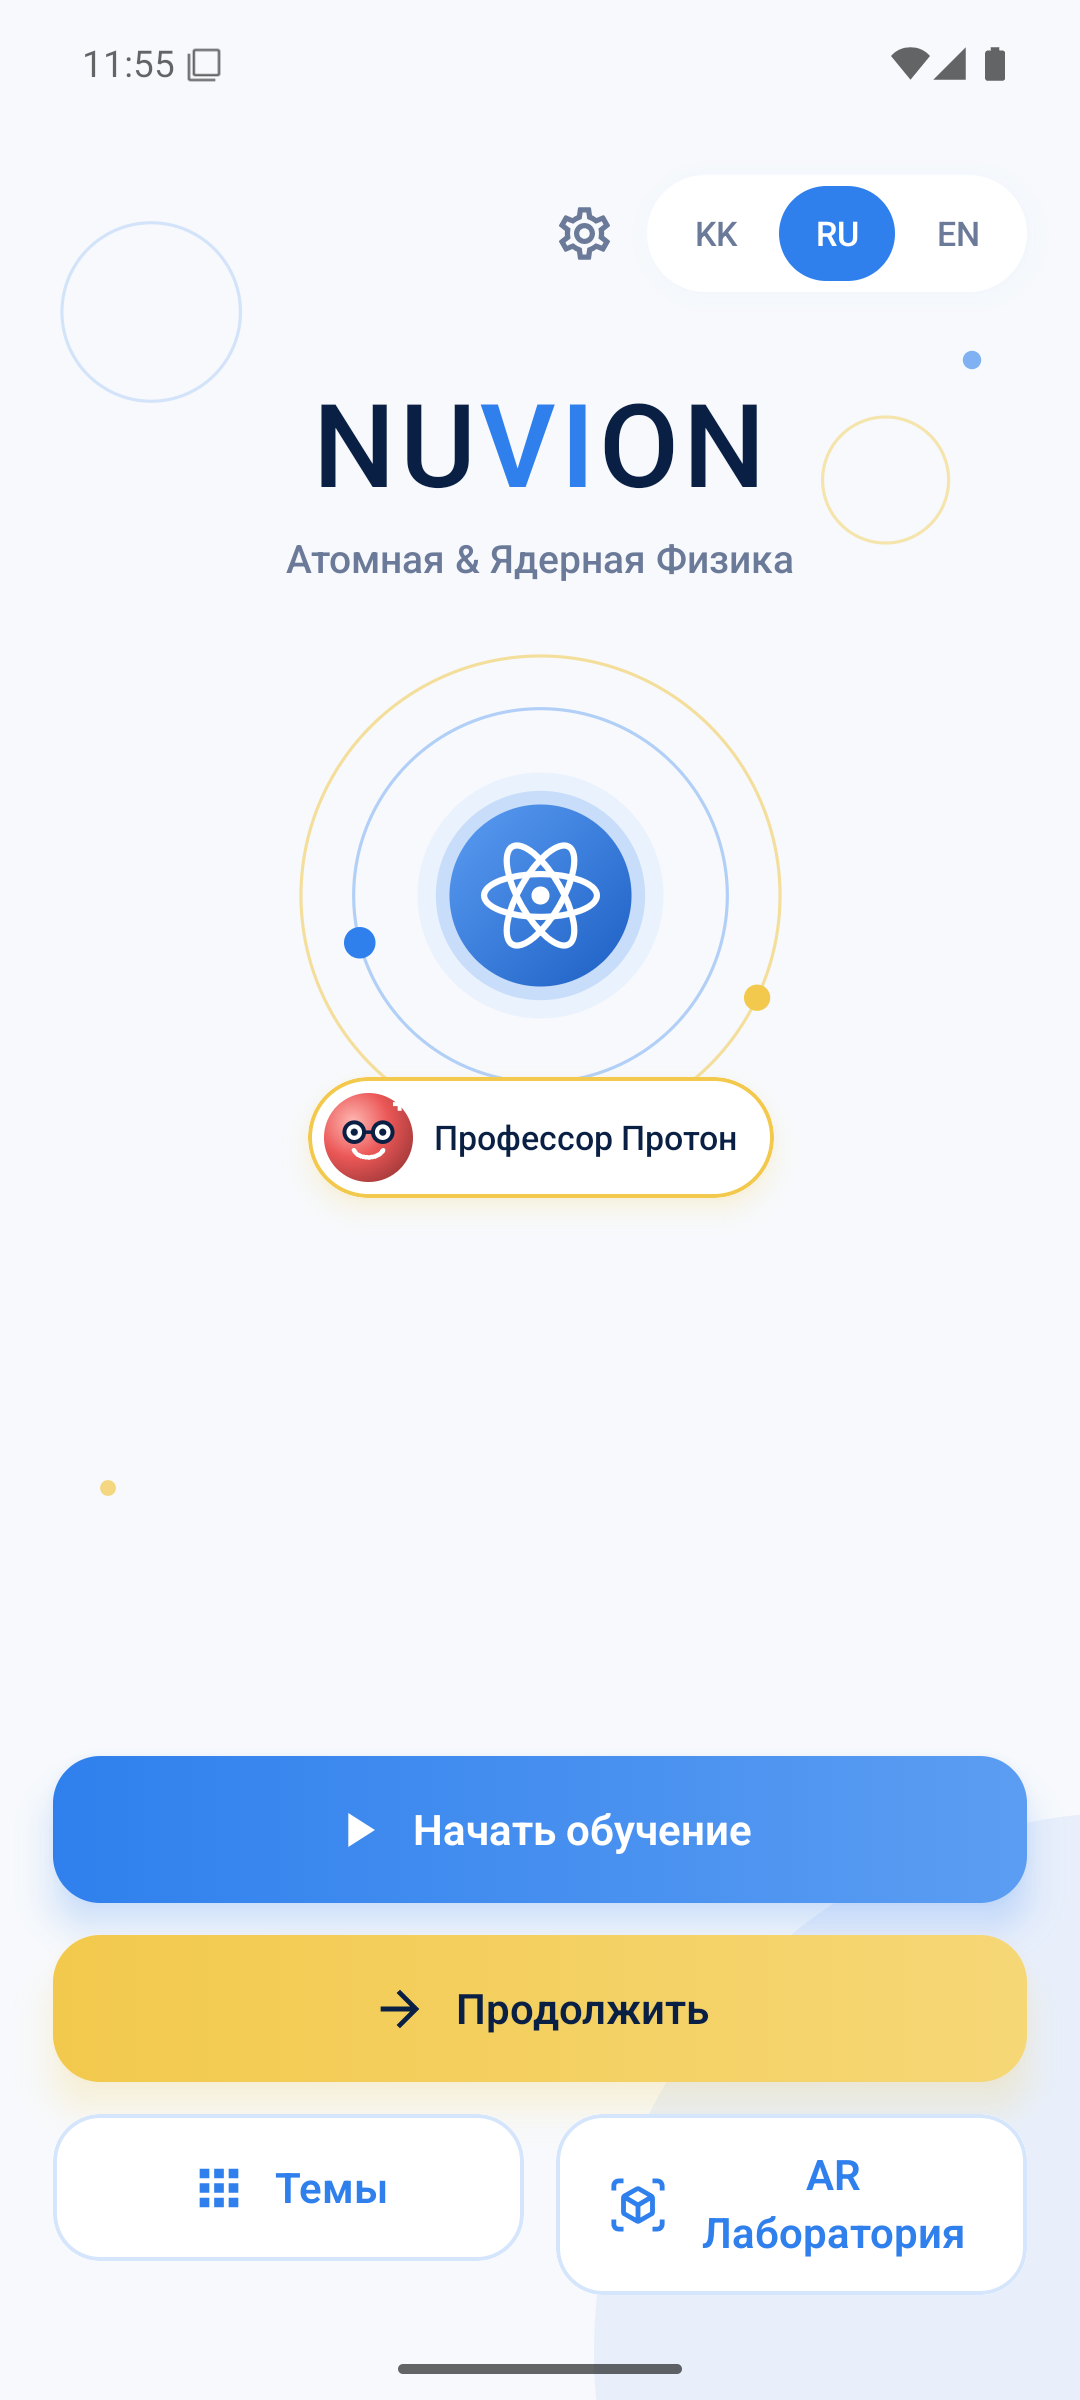 11:55
KK RU EN
NUVION
Атомная & Ядерная Физика
Профессор Протон
Начать обучение
Продолжить
Темы
AR
Лаборатория